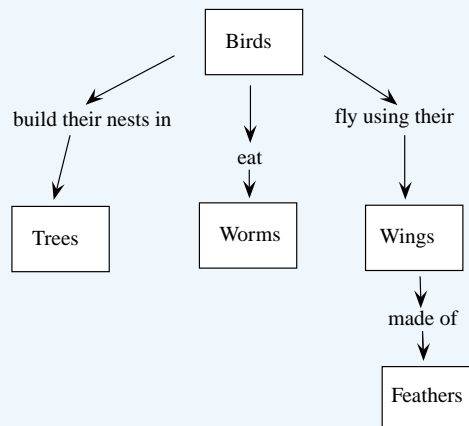 Birds
build their nests in
fly using their
eat
Trees
Worms
Wings
made of
Feathers